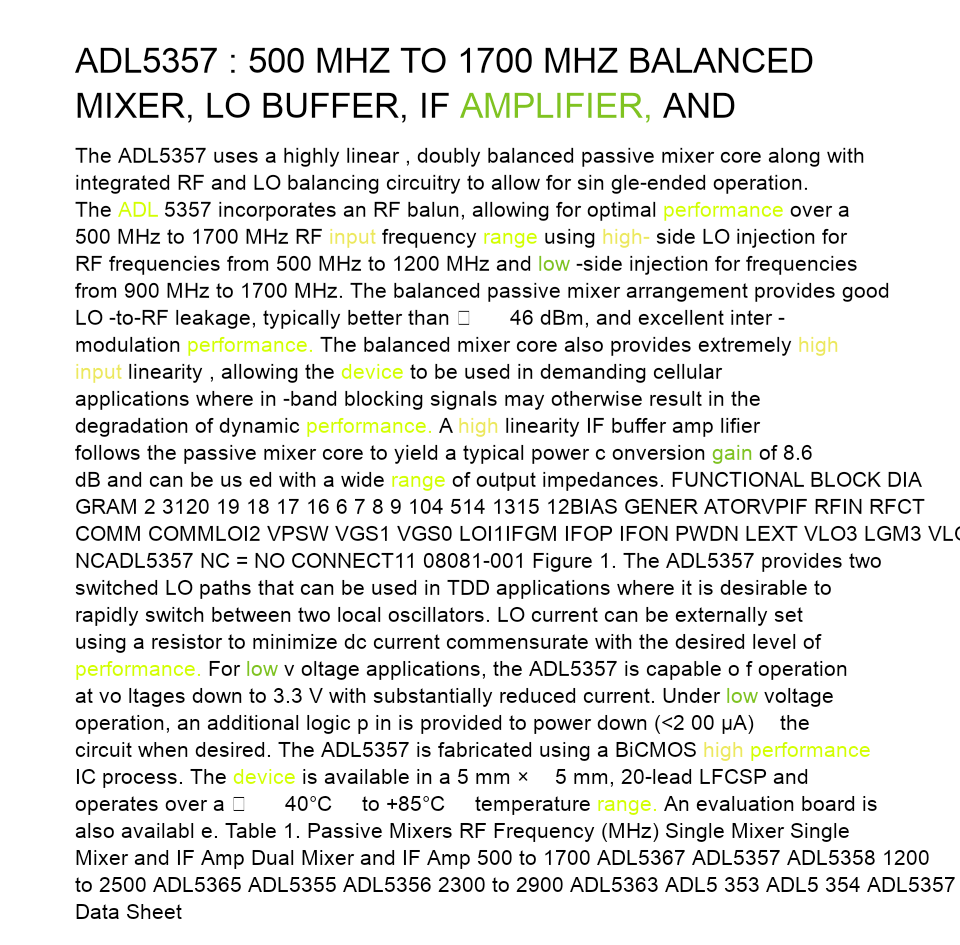 ADL5357 : 500 MHZ TO 1700 MHZ BALANCED
MIXER, LO BUFFER, IF AMPLIFIER, AND
The ADL5357 uses a highly linear , doubly balanced passive mixer core along with
integrated RF and LO balancing circuitry to allow for sin gle-ended operation.
The ADL 5357 incorporates an RF balun, allowing for optimal performance over a
500 MHz to 1700 MHz RF input frequency range using high- side LO injection for
RF frequencies from 500 MHz to 1200 MHz and low -side injection for frequencies
from 900 MHz to 1700 MHz. The balanced passive mixer arrangement provides good
LO -to-RF leakage, typically better than □ 46 dBm, and excellent inter -
modulation performance. The balanced mixer core also provides extremely high
input linearity , allowing the device to be used in demanding cellular
applications where in -band blocking signals may otherwise result in the
degradation of dynamic performance. A high linearity IF buffer amp lifier
follows the passive mixer core to yield a typical power c onversion gain of 8.6
dB and can be us ed with a wide range of output impedances. FUNCTIONAL BLOCK DIA
GRAM 2 3120 19 18 17 16 6 7 8 9 104 514 1315 12BIAS GENER ATORVPIF RFIN RFCT
COMM COMMLOI2 VPSW VGS1 VGS0 LOI1IFGM IFOP IFON PWDN LEXT VLO3 LGM3 VLO
NCADL5357 NC = NO CONNECT11 08081-001 Figure 1. The ADL5357 provides two
switched LO paths that can be used in TDD applications where it is desirable to
rapidly switch between two local oscillators. LO current can be externally set
using a resistor to minimize dc current commensurate with the desired level of
performance. For low v oltage applications, the ADL5357 is capable o f operation
at vo ltages down to 3.3 V with substantially reduced current. Under low voltage
operation, an additional logic p in is provided to power down (<2 00 μA) the
circuit when desired. The ADL5357 is fabricated using a BiCMOS high performance
IC process. The device is available in a 5 mm × 5 mm, 20-lead LFCSP and
operates over a □ 40°C to +85°C temperature range. An evaluation board is
also availabl e. Table 1. Passive Mixers RF Frequency (MHz) Single Mixer Single
Mixer and IF Amp Dual Mixer and IF Amp 500 to 1700 ADL5367 ADL5357 ADL5358 1200
to 2500 ADL5365 ADL5355 ADL5356 2300 to 2900 ADL5363 ADL5 353 ADL5 354 ADL5357
Data Sheet